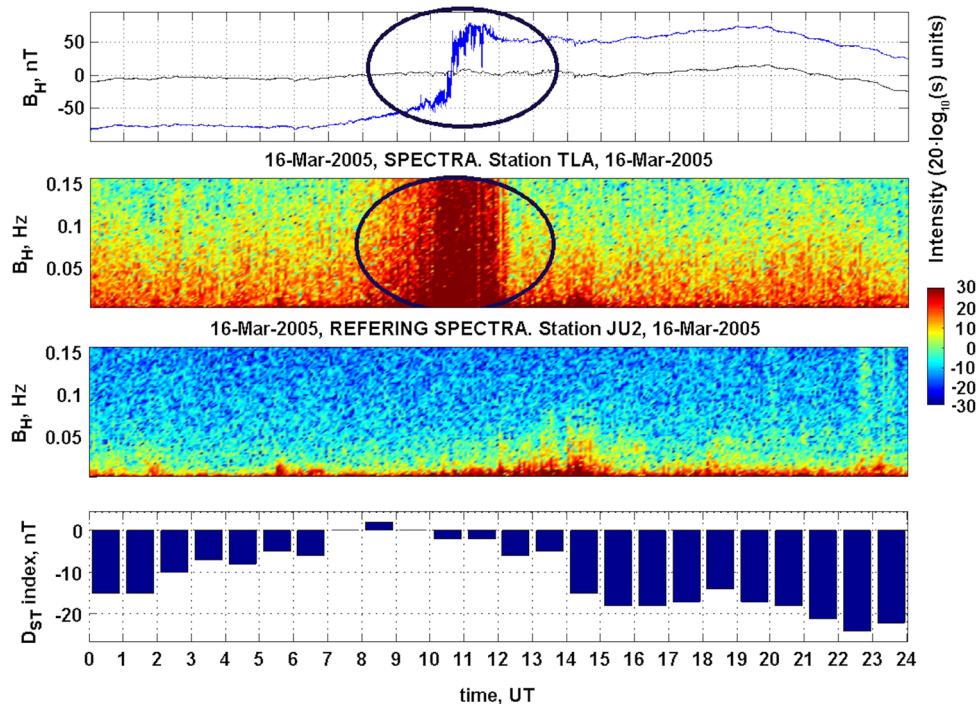 50
0
-50
B_H, nT
16-Mar-2005, SPECTRA. Station TLA, 16-Mar-2005
0.15
0.1
0.05
B_H, Hz
16-Mar-2005, REFERING SPECTRA. Station JU2, 16-Mar-2005
0.15
0.1
0.05
B_H, Hz
Intensity (20·log₁₀(s) units)
30
20
10
0
-10
-20
-30
0
-10
-20
D_ST index, nT
0 1 2 3 4 5 6 7 8 9 10 11 12 13 14 15 16 17 18 19 20 21 22 23 24
time, UT